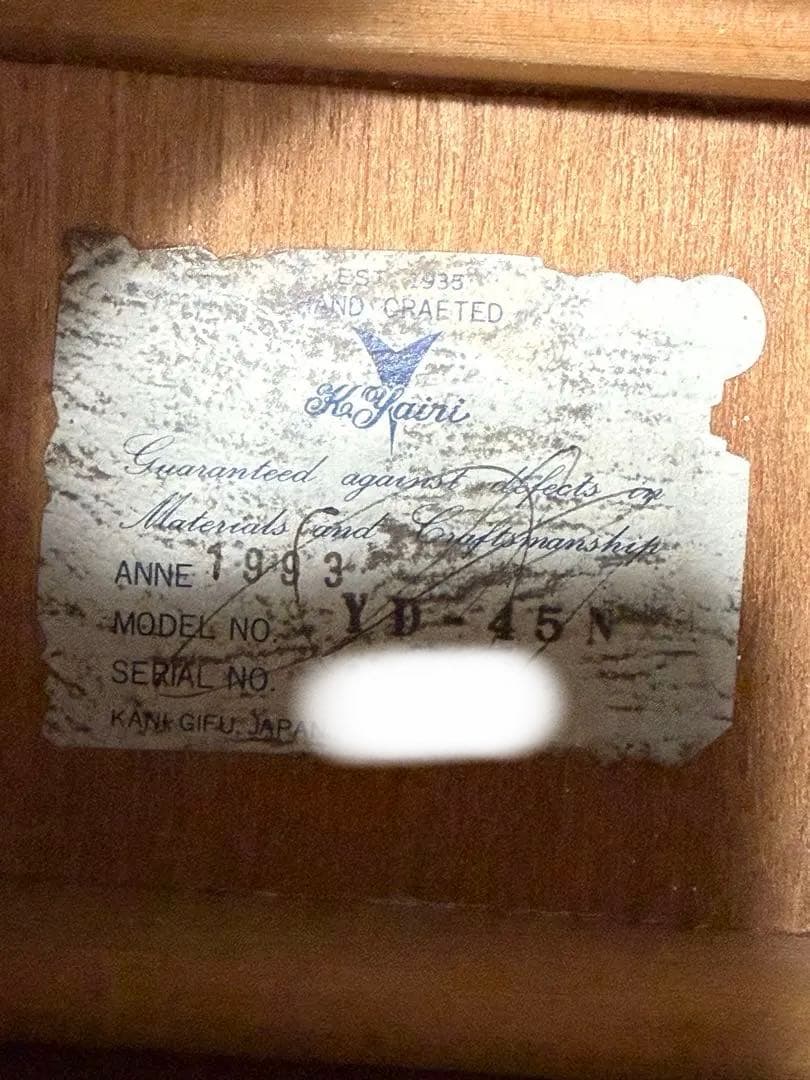 EST. 1935
HAND CRAFTED
K.Yairi
Guaranteed against defects on
Materials and Craftsmanship
ANNE 1993
MODEL NO. YD-45N
SERIAL NO.
KANI-GIFU, JAPAN